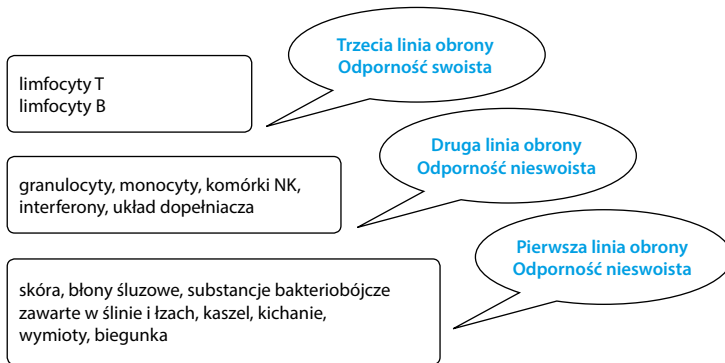 Trzecia linia obrony
Odporność swoista
limfocyty T
limfocyty B
Druga linia obrony
Odporność nieswoista
granulocyty, monocyty, komórki NK,
interferony, układ dopełniacza
Pierwsza linia obrony
Odporność nieswoista
skóra, błony śluzowe, substancje bakteriobójcze
zawarte w ślinie i łzach, kaszel, kichanie,
wymioty, biegunka